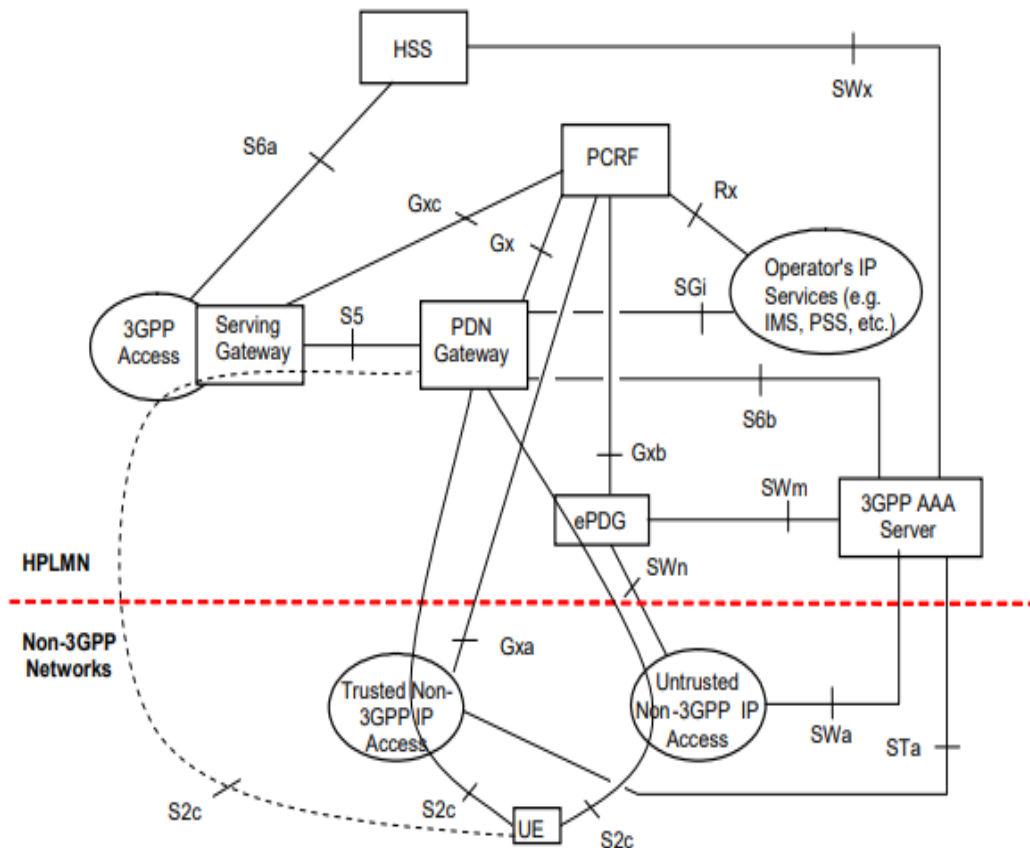 HSS
SWx
S6a
PCRF
Rx
Gxc
Gx
Operator's IP
Services (e.g.
IMS, PSS, etc.)
SGi
3GPP
Access
Serving
Gateway
S5
PDN
Gateway
S6b
Gxb
SWm
3GPP AAA
Server
ePDG
HPLMN
SWn
Non-3GPP
Networks
Gxa
Trusted Non-
3GPP IP
Access
Untrusted
Non-3GPP IP
Access
SWa
STa
S2c
S2c
UE
S2c